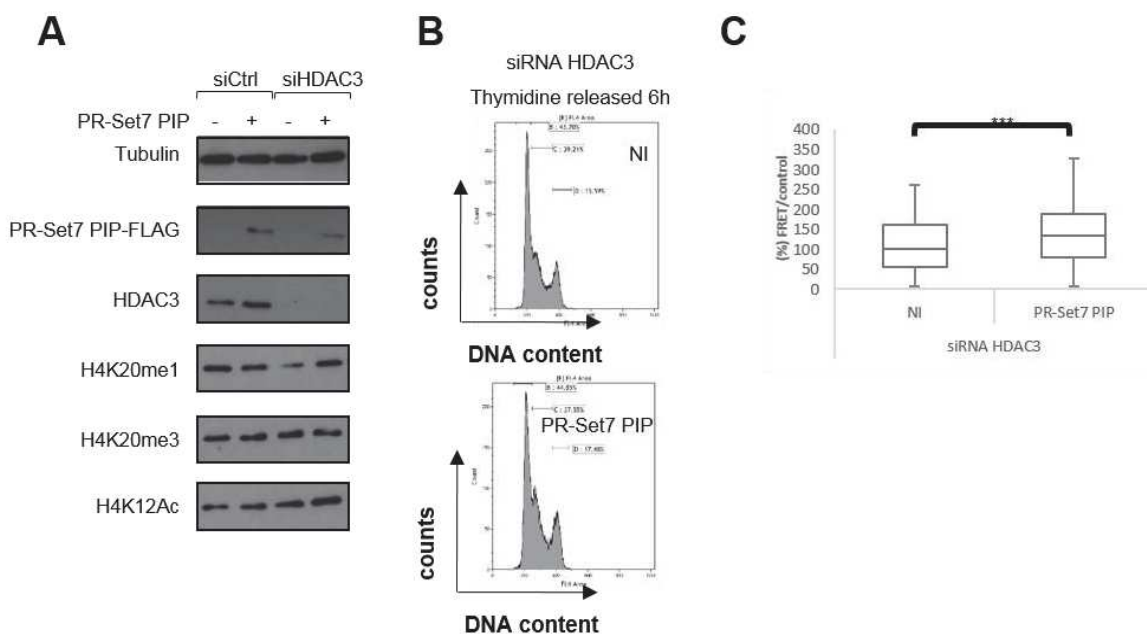 A
siCtrl siHDAC3
PR-Set7 PIP - + - +
Tubulin
PR-Set7 PIP-FLAG
HDAC3
H4K20me1
H4K20me3
H4K12Ac
B
siRNA HDAC3
Thymidine released 6h
NI
counts
DNA content
PR-Set7 PIP
counts
DNA content
C
***
(%) FRET/control
400
350
300
250
200
150
100
50
0
NI PR-Set7 PIP
siRNA HDAC3